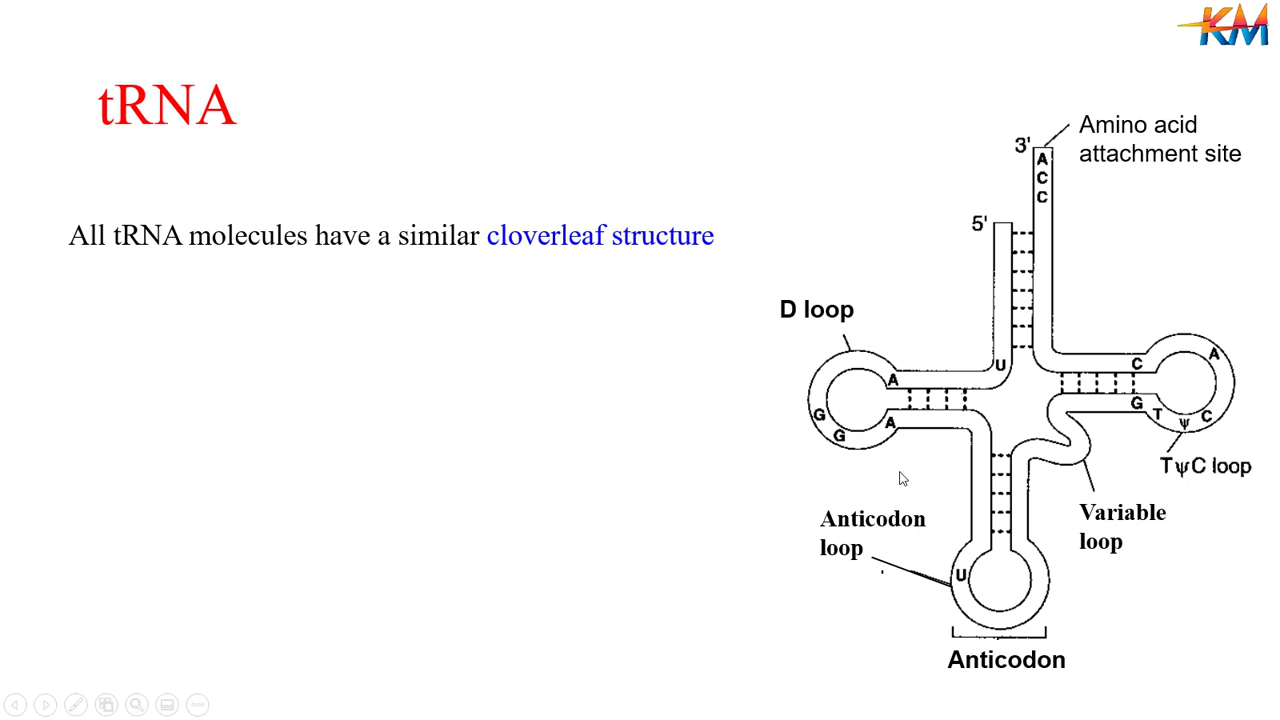 KM
tRNA
All tRNA molecules have a similar cloverleaf structure
Amino acid
attachment site
3'
A
C
C
5'
D loop
U
C
A
A
G
G
A
G
T
ψ
C
TψC loop
Anticodon
loop
Variable
loop
U
Anticodon